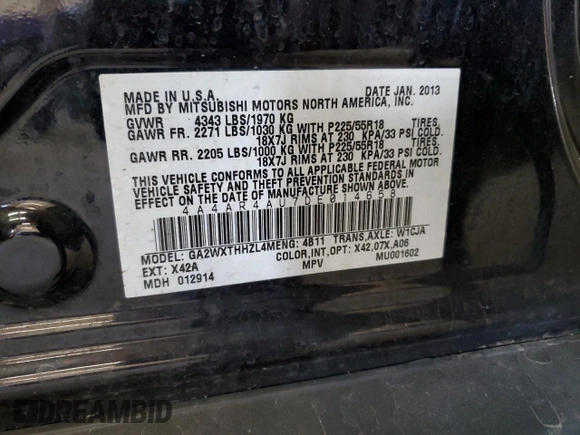 MADE IN U.S.A. DATE JAN. 2013
MFD BY MITSUBISHI MOTORS NORTH AMERICA, INC.
GVWR 4343 LBS/1970 KG
GAWR FR. 2271 LBS/1030 KG WITH P225/55R18 TIRES,
18X7J RIMS AT 230 KPA/33 PSI COLD.
GAWR RR. 2205 LBS/1000 KG WITH P225/55R18 TIRES,
18X7J RIMS AT 230 KPA/33 PSI COLD.
THIS VEHICLE CONFORMS TO ALL APPLICABLE FEDERAL MOTOR
VEHICLE SAFETY AND THEFT PREVENTION STANDARDS IN
EFFECT ON THE DATE OF MANUFACTURE SHOWN ABOVE.
4A4AR4AU7DE014658
MODEL: GA2WXTHHZL4MENG: 4B11 TRANS,AXLE: W1CJA
EXT: X42A COLOR,INT,OPT: X42,07X,A06
MDH 012914 MPV MU001602
DREAMBID